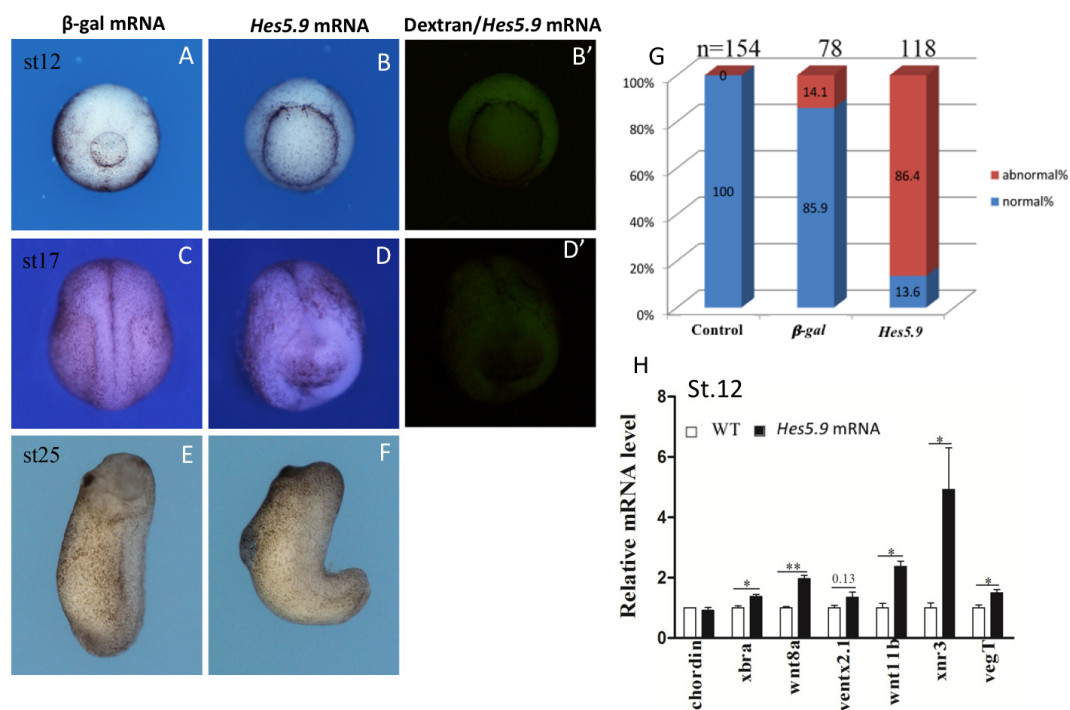 β-gal mRNA
Hes5.9 mRNA
Dextran/Hes5.9 mRNA
st12
A
B
B'
st17
C
D
D'
st25
E
F
G
n=154
78
118
100%
80%
60%
40%
20%
0%
0
100
14.1
85.9
86.4
13.6
Control
β-gal
Hes5.9
abnormal%
normal%
H
St.12
WT
Hes5.9 mRNA
Relative mRNA level
8
6
4
2
0
*
**
0.13
*
*
*
chordin
xbra
wnt8a
ventx2.1
wnt11b
xnr3
vegT